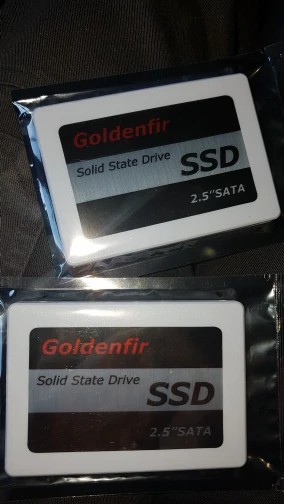 Goldenfir
Solid State Drive
SSD
2.5"SATA
Goldenfir
Solid State Drive
SSD
2.5"SATA